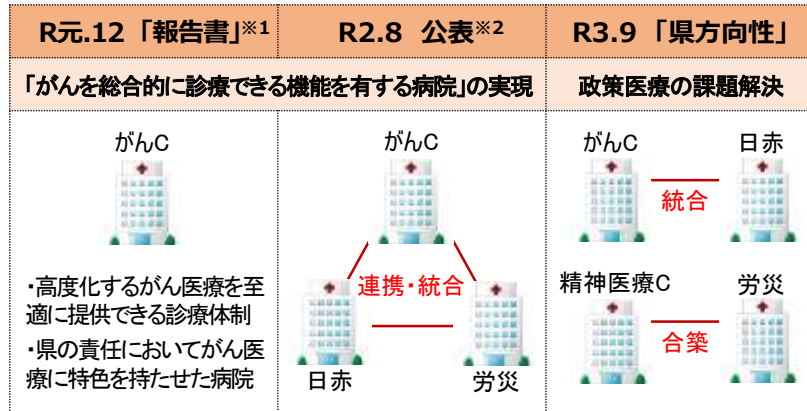 R元.12 「報告書」※1
R2.8 公表※2
R3.9 「県方向性」
「がんを総合的に診療できる機能を有する病院」の実現
政策医療の課題解決
がんC
・高度化するがん医療を至
適に提供できる診療体制
・県の責任においてがん医
療に特色を持たせた病院
がんC
連携・統合
日赤
労災
がんC
日赤
統合
精神医療C
労災
合築